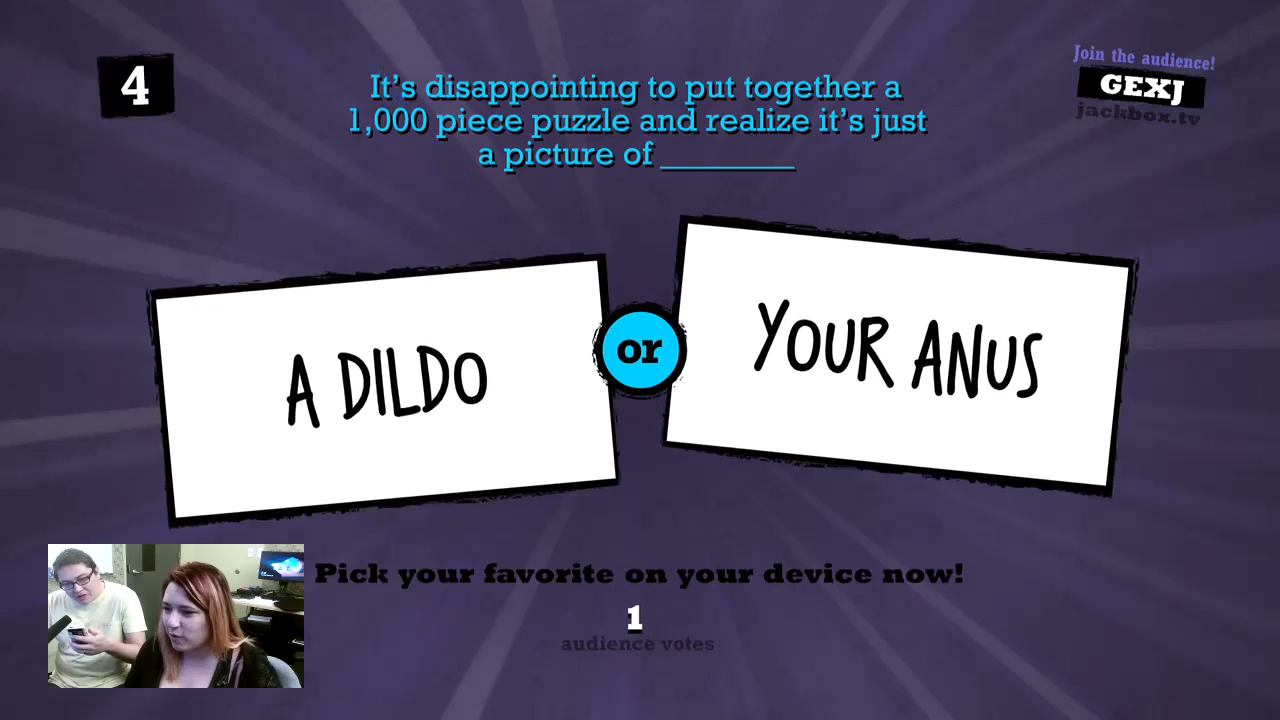 4
Join the audience!
GEXJ
jackbox.tv
It's disappointing to put together a
1,000 piece puzzle and realize it's just
a picture of ________
A DILDO
or
YOUR ANUS
Pick your favorite on your device now!
1
audience votes